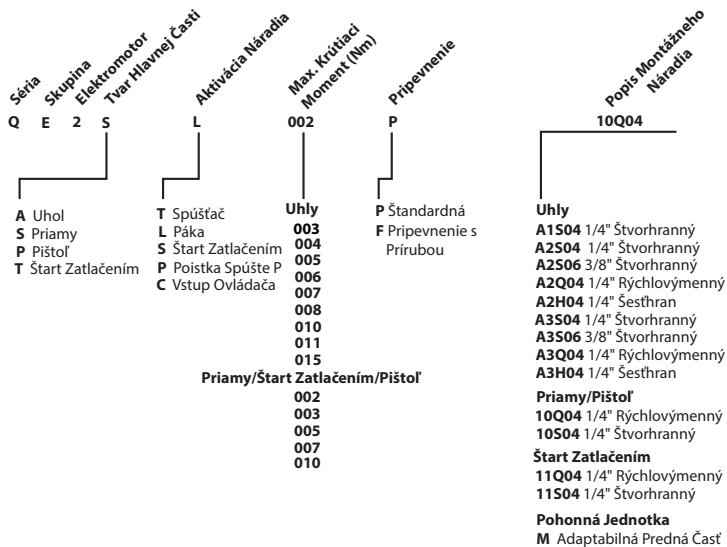 Séria
Skupina
Elektromotor
Tvar Hlavnej Časti
Aktivácia Náradia
Max. Krútiaci
Moment (Nm)
Pripevnenie
Popis Montážneho
Náradia
Q E 2 S L 002 P 10Q04
A Uhol
S Priamy
P Pištoľ
T Štart Zatlačením
T Spúšťač
L Páka
S Štart Zatlačením
P Poistka Spúšte P
C Vstup Ovládača
Uhly
003
004
005
006
007
008
010
011
015
Priamy/Štart Zatlačením/Pištoľ
002
003
005
007
010
P Štandardná
F Pripevnenie s
Prírubou
Uhly
A1S04 1/4" Štvorhranný
A2S04 1/4" Štvorhranný
A2S06 3/8" Štvorhranný
A2Q04 1/4" Rýchlovýmenný
A2H04 1/4" Šesťhran
A3S04 1/4" Štvorhranný
A3S06 3/8" Štvorhranný
A3Q04 1/4" Rýchlovýmenný
A3H04 1/4" Šesťhran
Priamy/Pištoľ
10Q04 1/4" Rýchlovýmenný
10S04 1/4" Štvorhranný
Štart Zatlačením
11Q04 1/4" Rýchlovýmenný
11S04 1/4" Štvorhranný
Pohonná Jednotka
M Adaptabilná Predná Časť